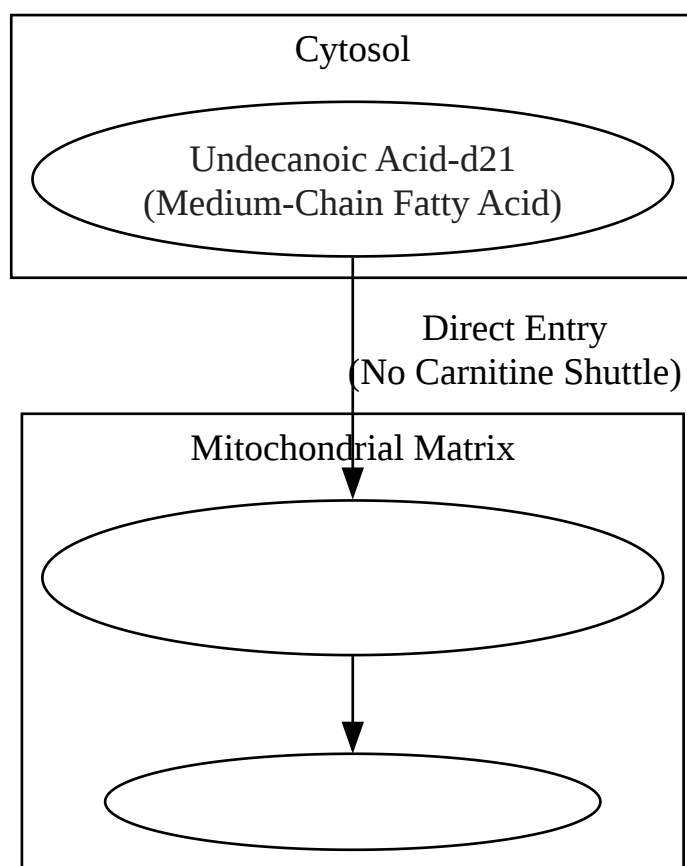 Cytosol
Undecanoic Acid-d21
(Medium-Chain Fatty Acid)
Direct Entry
(No Carnitine Shuttle)
Mitochondrial Matrix